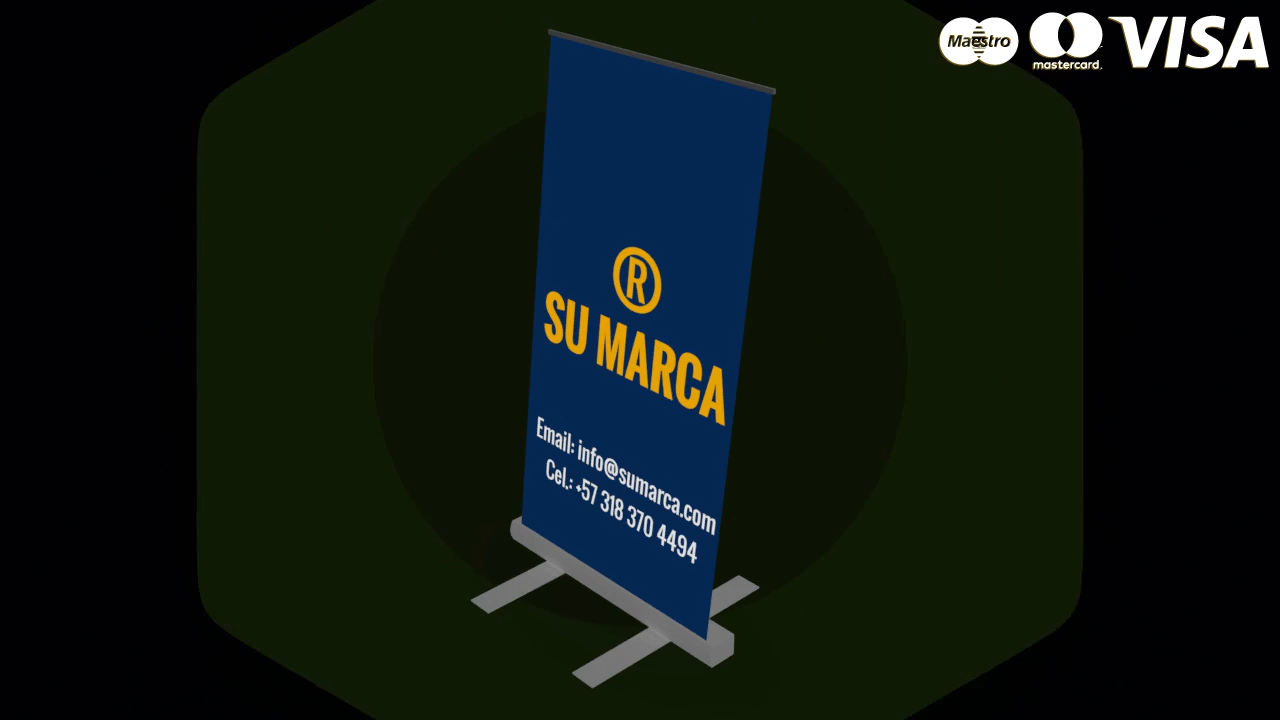 Maestro
mastercard.
VISA
®
SU MARCA
Email: info@sumarca.com
Cel.: +57 318 370 4494